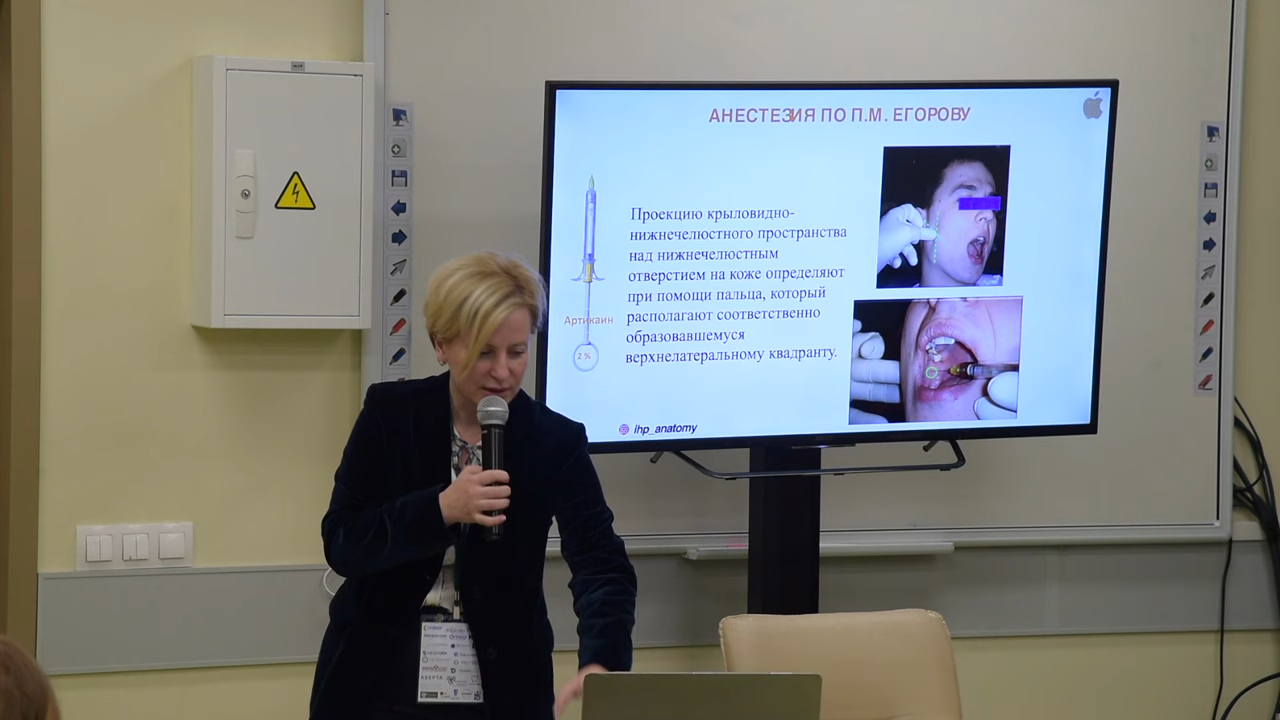 АНЕСТЕЗИЯ ПО П.М. ЕГОРОВУ
Проекцию крыловидно-
нижнечелюстного пространства
над нижнечелюстным
отверстием на коже определяют
при помощи пальца, который
располагают соответственно
образовавшемуся
верхнелатеральному квадранту.
Артикаин
2 %
ihp_anatomy